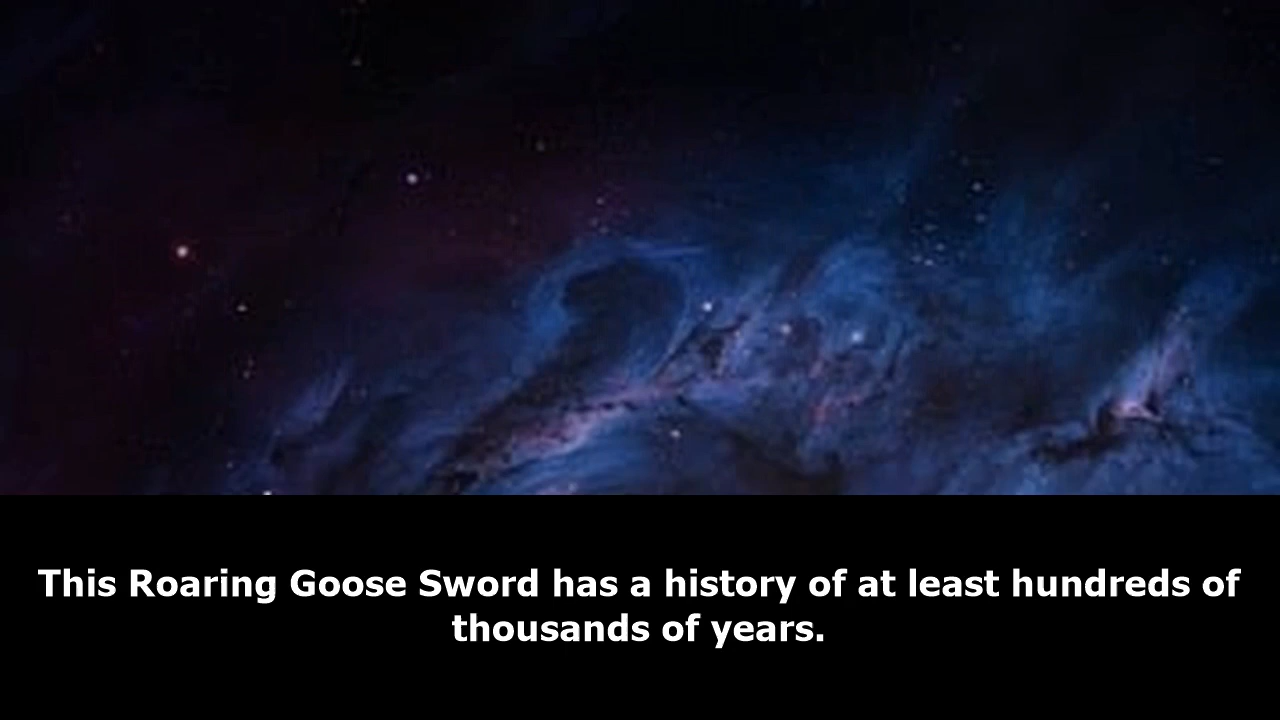 This Roaring Goose Sword has a history of at least hundreds of
thousands of years.